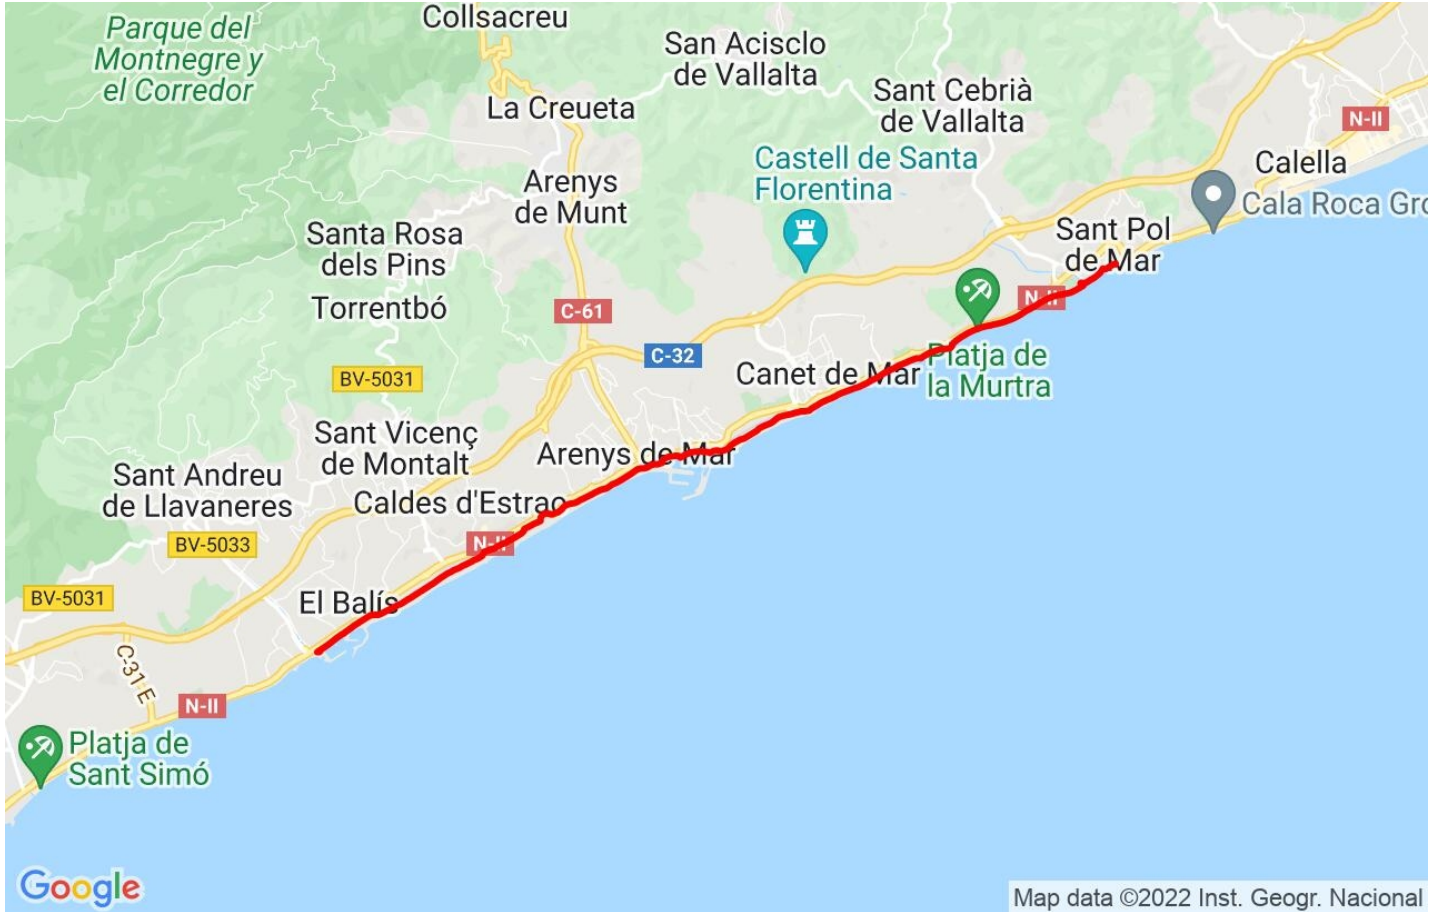 Parque del
Montnegre y
el Corredor
Collsacreu
San Acisclo
de Vallalta
La Creueta
Sant Cebrià
de Vallalta
N-II
Castell de Santa
Florentina
Calella
Cala Roca Gro
Arenys
de Munt
Santa Rosa
dels Pins
Sant Pol
de Mar
Torrentbó
C-61
N-II
C-32
Platja de
la Murtra
BV-5031
Canet de Mar
Sant Vicenç
de Montalt
Arenys de Mar
Sant Andreu
de Llavaneres
Caldes d'Estrac
BV-5033
N-II
BV-5031
El Balís
C-31 E
N-II
Platja de
Sant Simó
Google
Map data ©2022 Inst. Geogr. Nacional